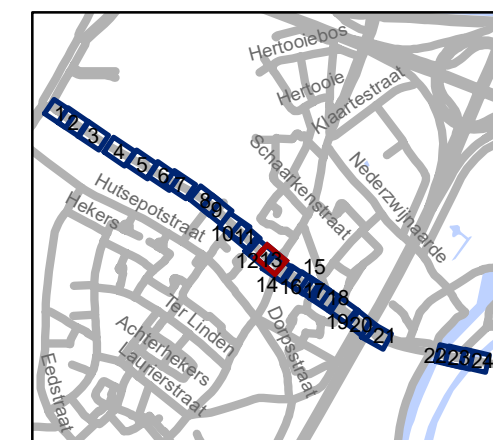 Hertooiebos
Hertooie
Klaartestraat
Schaarkenstraat
Nederzwijnaarde
1
2
3
4
5
6
7
8
9
10
11
12
13
14
15
16
17
18
19
20
21
22
23
24
Hutsepotstraat
Hekers
Ter Linden
Achterhekers
Laurierstraat
Dorpsstraat
Eedstraat